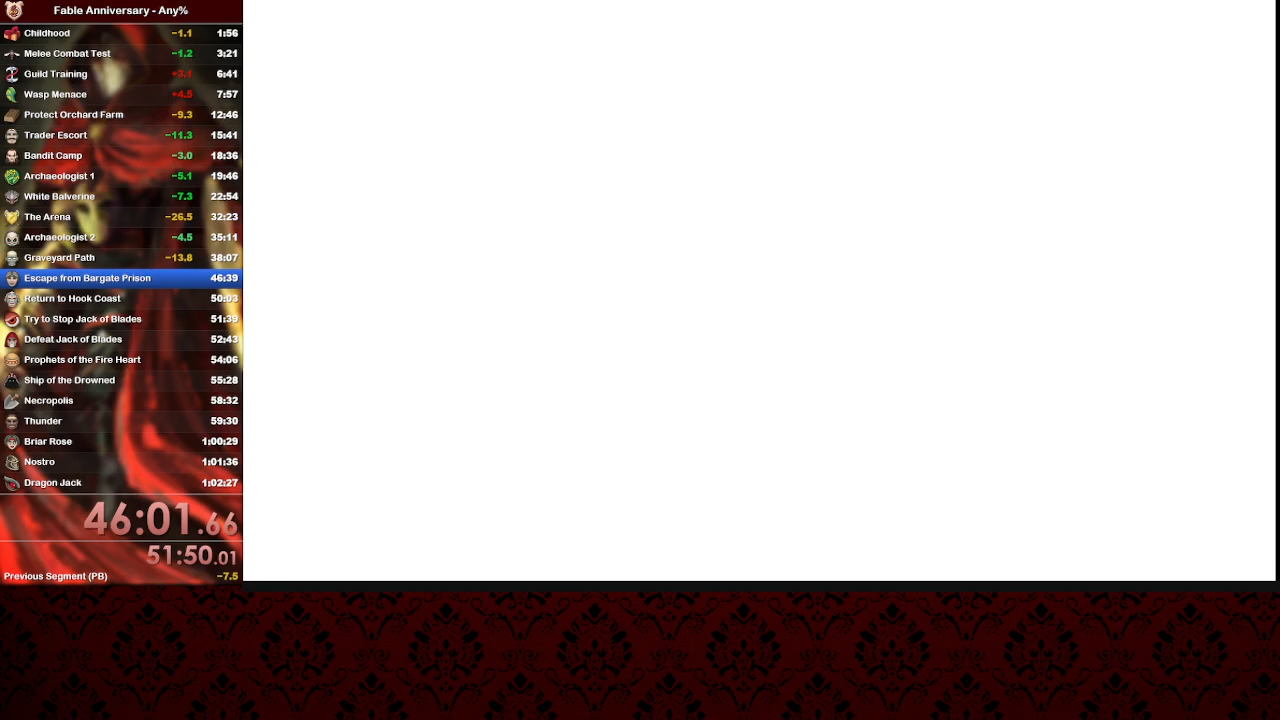 Fable Anniversary - Any%
Childhood −1.1 1:56
Melee Combat Test −1.2 3:21
Guild Training +3.1 6:41
Wasp Menace +4.5 7:57
Protect Orchard Farm −9.3 12:46
Trader Escort −11.3 15:41
Bandit Camp −3.0 18:36
Archaeologist 1 −5.1 19:46
White Balverine −7.3 22:54
The Arena −26.5 32:23
Archaeologist 2 −4.5 35:11
Graveyard Path −13.8 38:07
Escape from Bargate Prison 46:39
Return to Hook Coast 50:03
Try to Stop Jack of Blades 51:39
Defeat Jack of Blades 52:43
Prophets of the Fire Heart 54:06
Ship of the Drowned 55:28
Necropolis 58:32
Thunder 59:30
Briar Rose 1:00:29
Nostro 1:01:36
Dragon Jack 1:02:27
46:01.66
51:50.01
Previous Segment (PB) −7.5